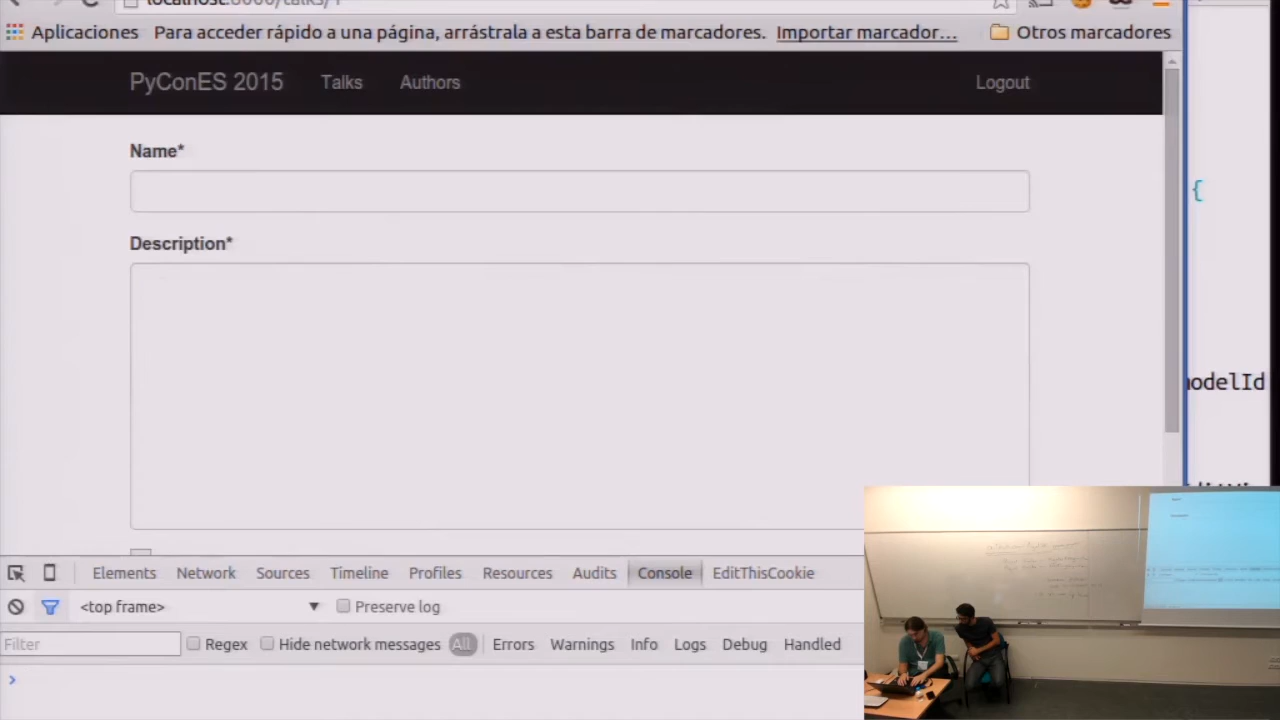 Aplicaciones Para acceder rápido a una página, arrástrala a esta barra de marcadores. Importar marcador... Otros marcadores
PyConES 2015 Talks Authors Logout
Name*
{
Description*
modelId
Elements Network Sources Timeline Profiles Resources Audits Console EditThisCookie
<top frame> ▼ Preserve log
Filter Regex Hide network messages All Errors Warnings Info Logs Debug Handled
>